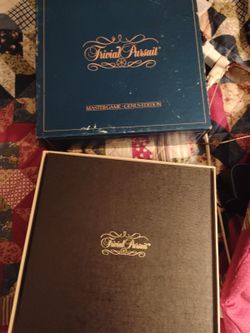 Trivial Pursuit
MASTER GAME - GENUS EDITION
Trivial Pursuit